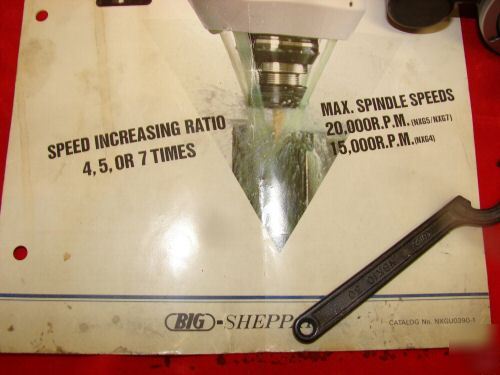 SPEED INCREASING RATIO
4, 5, OR 7 TIMES
MAX. SPINDLE SPEEDS
20,000R.P.M. (NXG5/NXG7)
15,000R.P.M. (NXG4)
BIG-SHEPP
CATALOG No. NXGU0390-1